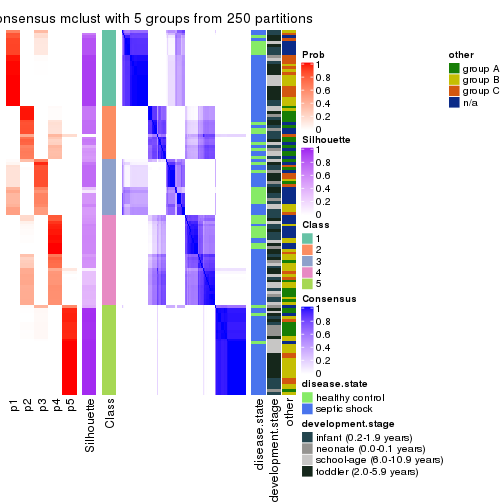 onsensus mclust with 5 groups from 250 partitions
Prob
1
0.8
0.6
0.4
0.2
0
Silhouette
1
0.8
0.6
0.4
0.2
0
Class
1
2
3
4
5
Consensus
1
0.8
0.6
0.4
0.2
0
disease.state
healthy control
septic shock
development.stage
infant (0.2-1.9 years)
neonate (0.0-0.1 years)
school-age (6.0-10.9 years)
toddler (2.0-5.9 years)
other
group A
group B
group C
n/a
p1
p2
p3
p4
p5
Silhouette
Class
disease.state
development.stage
other